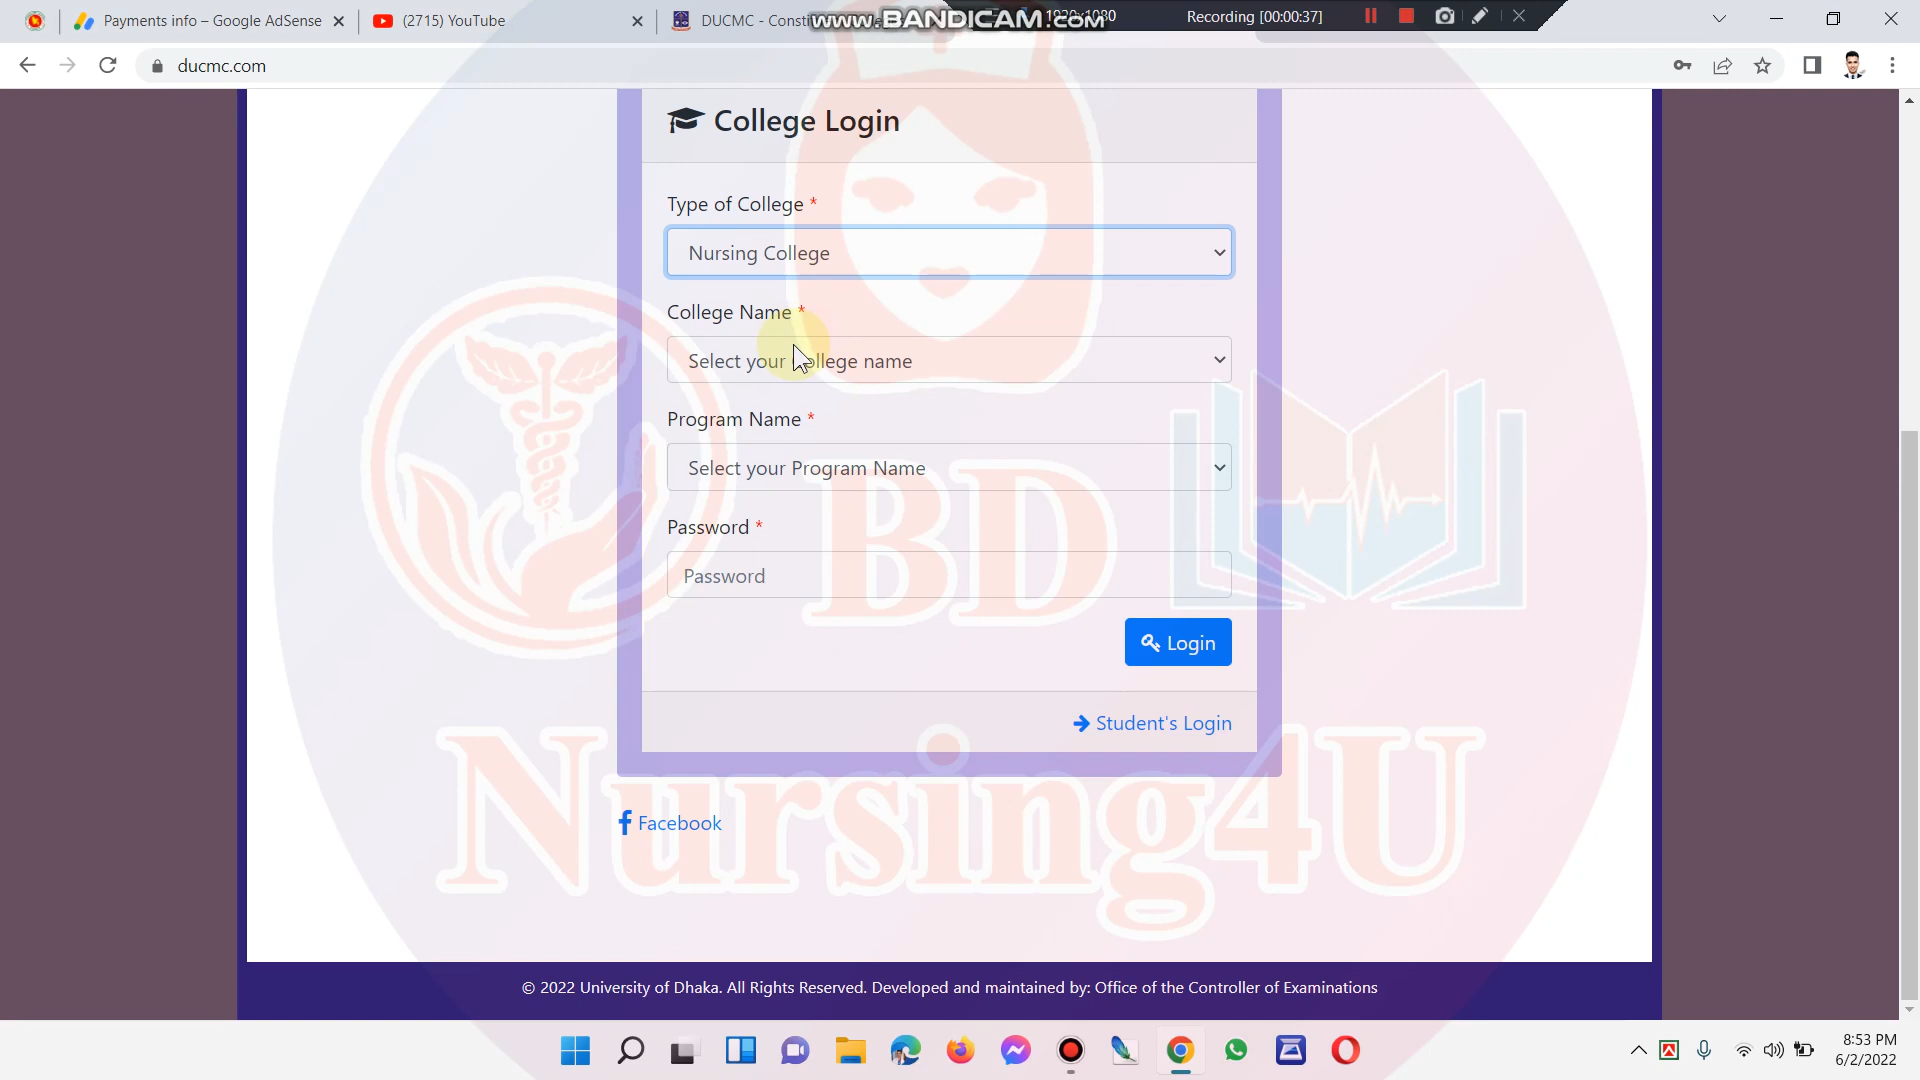 Payments info – Google AdSense
(2715) YouTube
DUCMC - Consti
www.BANDICAM.com
1920x1080
Recording [00:00:37]
ducmc.com
College Login
Type of College *
Nursing College
College Name *
Select your College name
Program Name *
Select your Program Name
Password *
Password
Login
Student's Login
Facebook
BD
Nursing4U
© 2022 University of Dhaka. All Rights Reserved. Developed and maintained by: Office of the Controller of Examinations
8:53 PM
6/2/2022